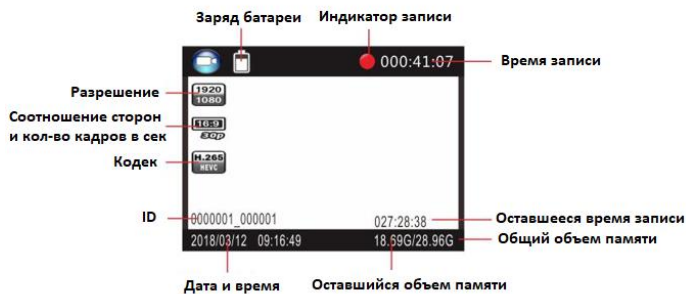 Заряд батареи
Индикатор записи
000:41:07
Время записи
Разрешение
1920
1080
Соотношение сторон
и кол-во кадров в сек
16:9
30p
Кодек
H.265
HEVC
ID
0000001_000001
027:28:38
Оставшееся время записи
2018/03/12 09:16:49
18.69G/28.96G
Общий объем памяти
Дата и время
Оставшийся объем памяти